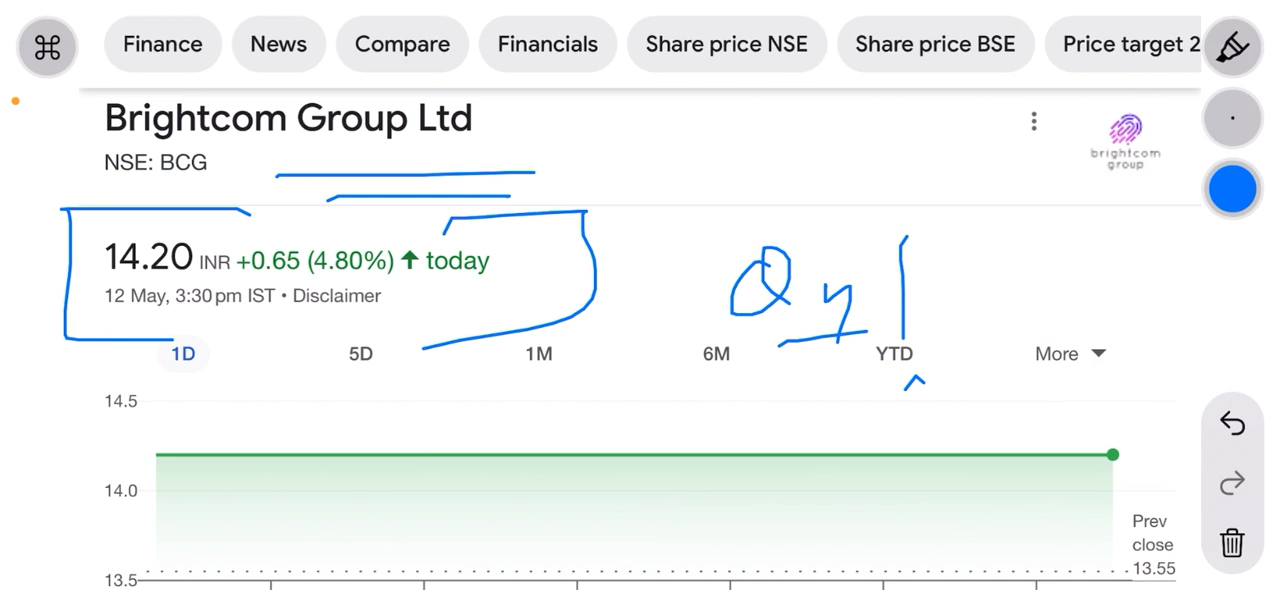 Finance News Compare Financials Share price NSE Share price BSE Price target 2
Brightcom Group Ltd
NSE: BCG
brightcom
group
14.20 INR +0.65 (4.80%) ↑ today
12 May, 3:30 pm IST • Disclaimer
1D 5D 1M 6M YTD More
14.5
14.0
Prev
close
13.55
13.5